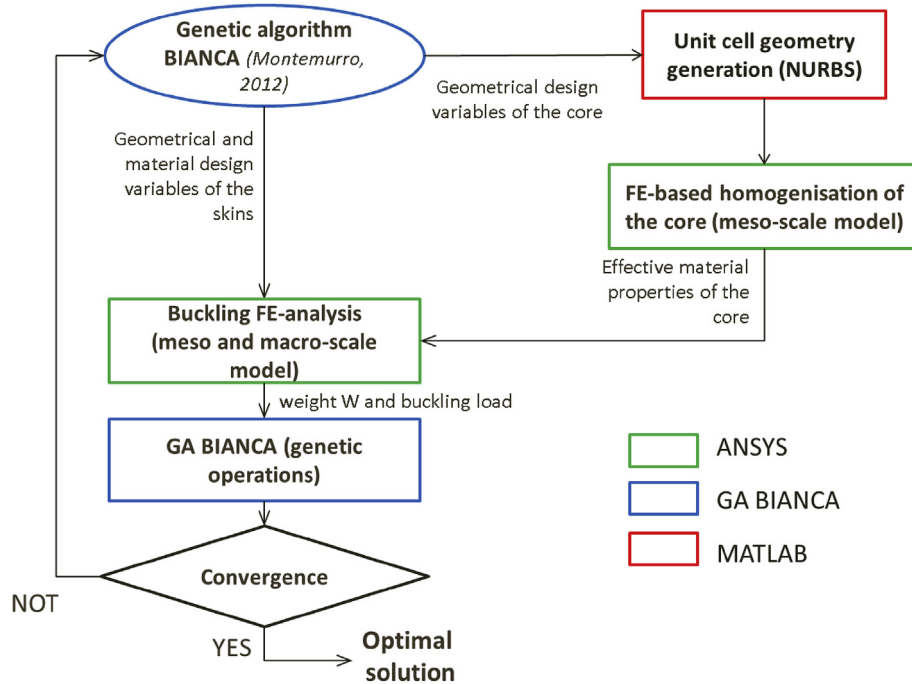 Genetic algorithm
BIANCA (Montemurro,
2012)
Unit cell geometry
generation (NURBS)
Geometrical design
variables of the core
Geometrical and
material design
variables of the
skins
FE-based homogenisation of
the core (meso-scale model)
Effective material
properties of the
core
Buckling FE-analysis
(meso and macro-scale
model)
weight W and buckling load
GA BIANCA (genetic
operations)
ANSYS
GA BIANCA
MATLAB
Convergence
NOT
YES
Optimal
solution